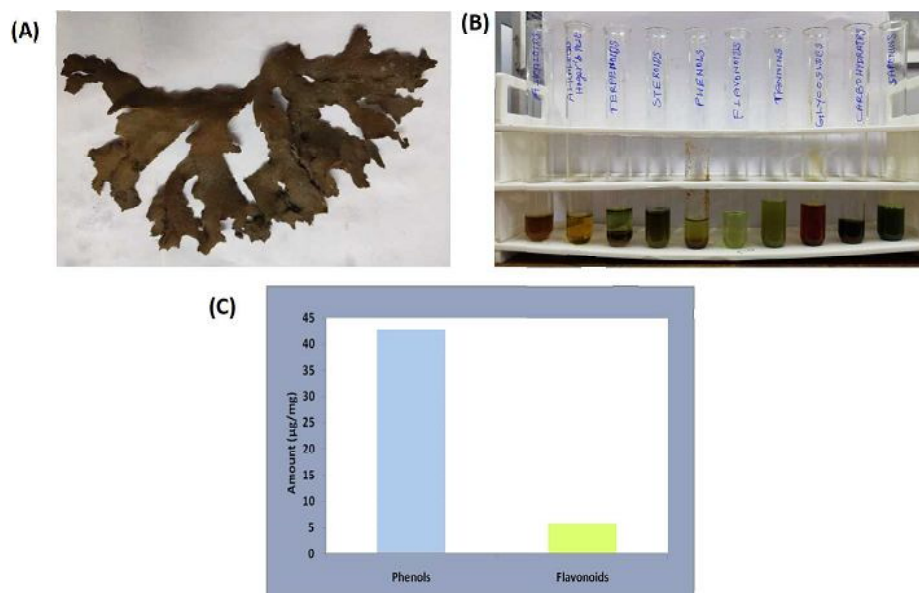 (A)
(B)
TERPENOIDS
STEROIDS
PHENOLS
FLAVONOIDS
TANNINS
GLYCOSIDES
CARBOHYDRATES
SAPONINS
(C)
Amount (µg/mg)
45
40
35
30
25
20
15
10
5
0
Phenols
Flavonoids